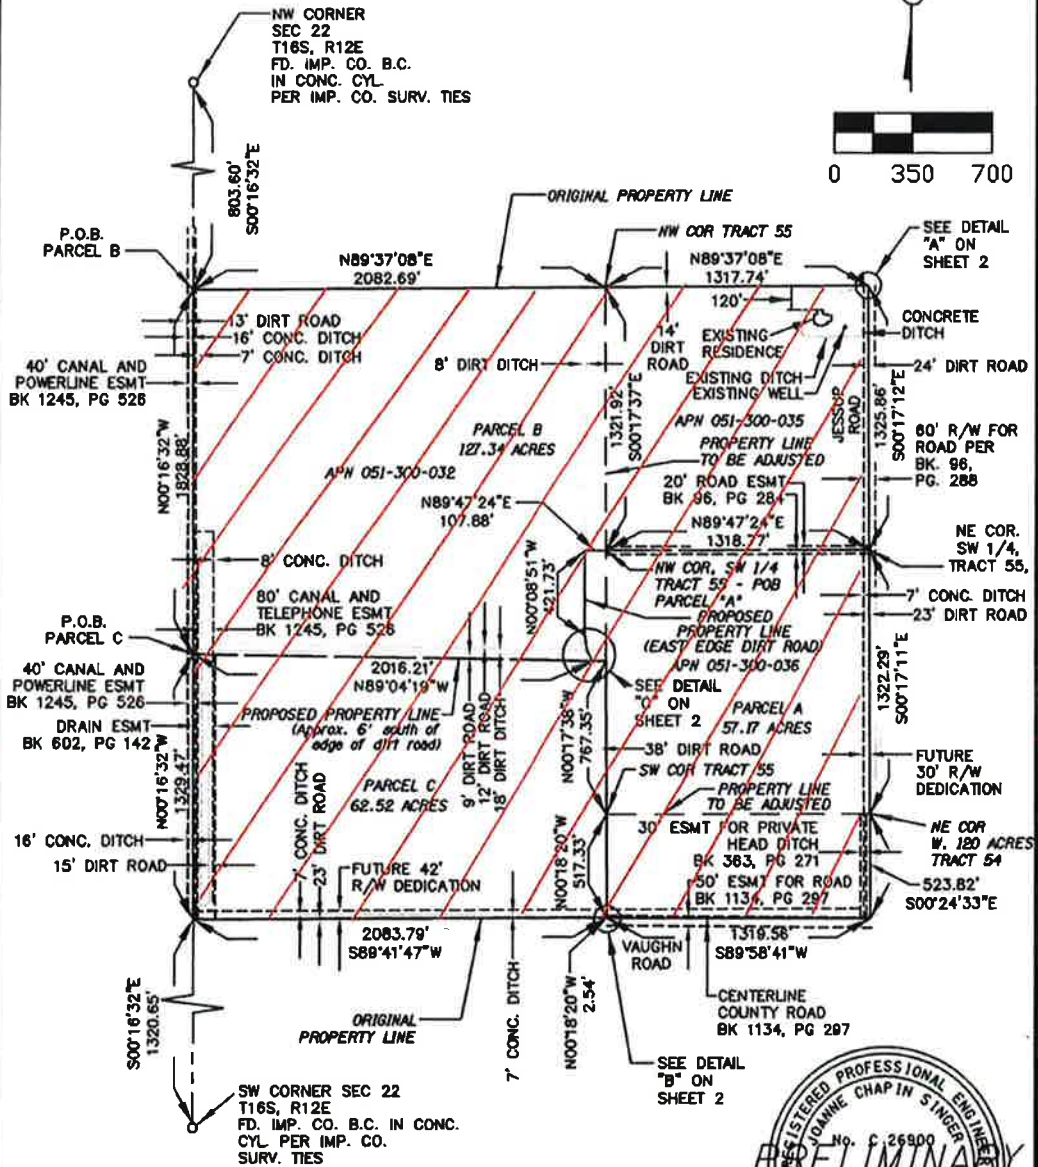 NW CORNER
SEC 22
T16S, R12E
FD. IMP. CO. B.C.
IN CONC. CYL.
PER IMP. CO. SURV. TIES
0 350 700
803.60'
S00°16'32"E
ORIGINAL PROPERTY LINE
P.O.B.
PARCEL B
N89°37'08"E
2082.69'
NW COR TRACT 55
N89°37'08"E
1317.74'
SEE DETAIL
"A" ON
SHEET 2
120'
13' DIRT ROAD
16' CONC. DITCH
7' CONC. DITCH
40' CANAL AND
POWERLINE ESMT
BK 1245, PG 526
8' DIRT DITCH
14'
DIRT
ROAD
EXISTING
RESIDENCE
CONCRETE
DITCH
24' DIRT ROAD
EXISTING DITCH
EXISTING WELL
JESSUP
ROAD
1325.86'
S00°17'12"E
1321.92'
S00°17'37"E
APN 051-300-035
PROPERTY LINE
TO BE ADJUSTED
60' R/W FOR
ROAD PER
BK. 96,
PG. 288
PARCEL B
127.34 ACRES
APN 051-300-032
N00°16'32"W
1828.88'
20' ROAD ESMT
BK 96, PG 284
N89°47'24"E
107.88'
N89°47'24"E
1318.77'
NE COR.
SW 1/4,
TRACT 55,
8' CONC. DITCH
N00°08'51"W
421.73'
NW COR, SW 1/4
TRACT 55 - POB
PARCEL "A"
7' CONC. DITCH
23' DIRT ROAD
80' CANAL AND
TELEPHONE ESMT
BK 1245, PG 526
PROPOSED
PROPERTY LINE
(EAST EDGE DIRT ROAD)
APN 051-300-036
P.O.B.
PARCEL C
2016.21'
N89°04'19"W
40' CANAL AND
POWERLINE ESMT
BK 1245, PG 526
SEE DETAIL
"C" ON
SHEET 2
1322.29'
S00°17'11"E
PROPOSED PROPERTY LINE
(Approx. 6' south of
edge of dirt road)
PARCEL A
57.17 ACRES
DRAIN ESMT
BK 602, PG 142
9' DIRT ROAD
12' DIRT ROAD
18' DIRT DITCH
N00°17'38"W
767.35'
38' DIRT ROAD
FUTURE
30' R/W
DEDICATION
N00°16'32"W
1329.47'
PARCEL C
62.52 ACRES
SW COR TRACT 55
PROPERTY LINE
TO BE ADJUSTED
16' CONC. DITCH
15' DIRT ROAD
7' CONC. DITCH
23' DIRT ROAD
30' ESMT FOR PRIVATE
HEAD DITCH
BK 363, PG 271
NE COR
W. 120 ACRES
TRACT 54
FUTURE 42'
R/W DEDICATION
N00°18'20"W
517.33'
50' ESMT FOR ROAD
BK 1134, PG 297
523.82'
S00°24'33"E
2083.79'
S89°41'47"W
VAUGHN
ROAD
1319.56'
S89°58'41"W
S00°16'32"E
1320.65'
ORIGINAL
PROPERTY LINE
7' CONC. DITCH
N00°18'20"W
2.54'
CENTERLINE
COUNTY ROAD
BK 1134, PG 297
SEE DETAIL
"B" ON
SHEET 2
SW CORNER SEC 22
T16S, R12E
FD. IMP. CO. B.C. IN CONC.
CYL. PER IMP. CO.
SURV. TIES
REGISTERED PROFESSIONAL ENGINEER
JOANNE CHAPIN SINGER
No. C 26900
PRELIMINARY